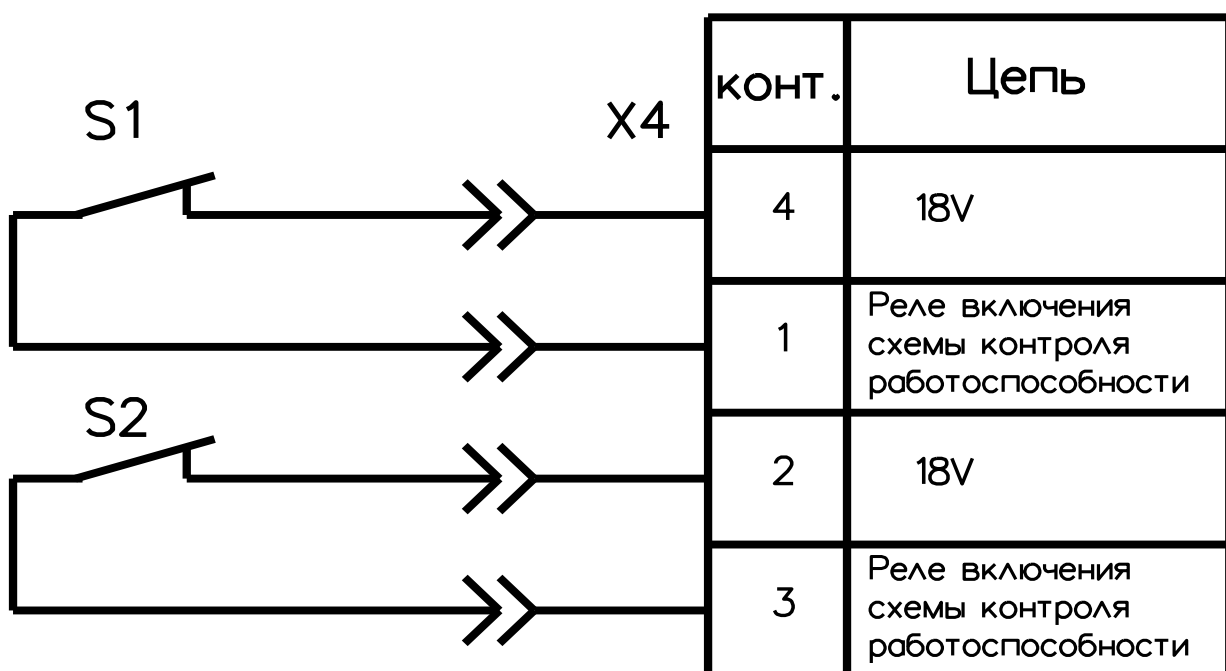 S1
X4
конт.
Цепь
4
18V
1
Реле включения
схемы контроля
работоспособности
S2
2
18V
3
Реле включения
схемы контроля
работоспособности